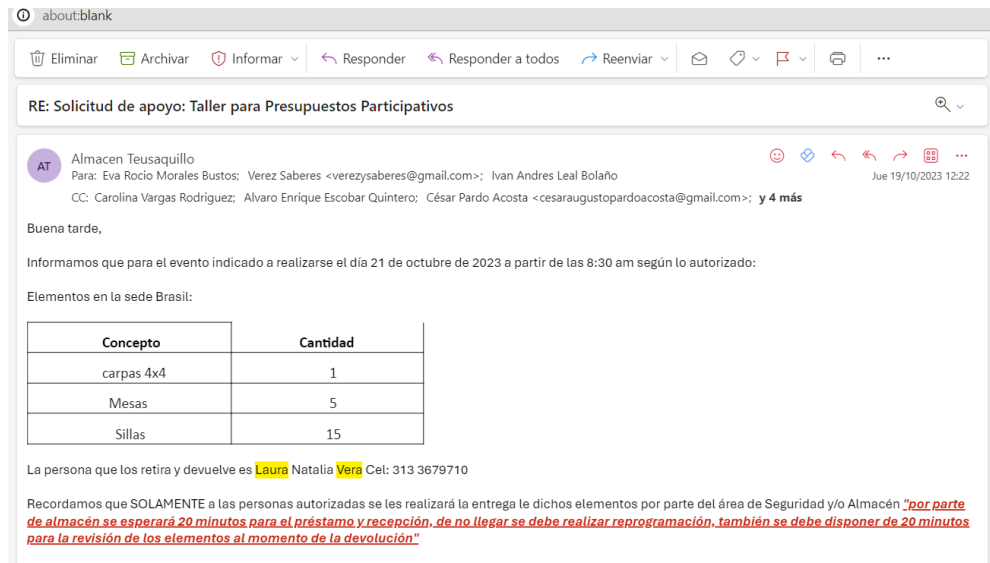 about:blank
Eliminar Archivar Informar Responder Responder a todos Reenviar ...
RE: Solicitud de apoyo: Taller para Presupuestos Participativos
AT
Almacen Teusaquillo
Para: Eva Rocio Morales Bustos; Verez Saberes <verezysaberes@gmail.com>; Ivan Andres Leal Bolaño
Jue 19/10/2023 12:22
CC: Carolina Vargas Rodriguez; Alvaro Enrique Escobar Quintero; César Pardo Acosta <cesaraugustopardoacosta@gmail.com>; y 4 más
Buena tarde,
Informamos que para el evento indicado a realizarse el día 21 de octubre de 2023 a partir de las 8:30 am según lo autorizado:
Elementos en la sede Brasil:
Concepto Cantidad
carpas 4x4 1
Mesas 5
Sillas 15
La persona que los retira y devuelve es Laura Natalia Vera Cel: 313 3679710
Recordamos que SOLAMENTE a las personas autorizadas se les realizará la entrega le dichos elementos por parte del área de Seguridad y/o Almacén "por parte
de almacén se esperará 20 minutos para el préstamo y recepción, de no llegar se debe realizar reprogramación, también se debe disponer de 20 minutos
para la revisión de los elementos al momento de la devolución"